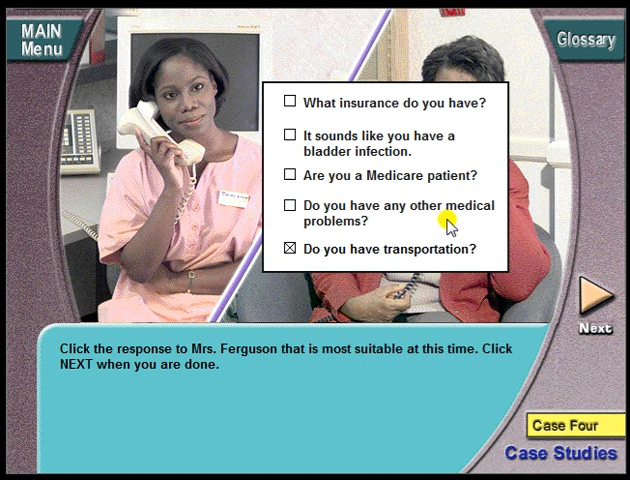 MAIN
Menu
Glossary
What insurance do you have?
It sounds like you have a
bladder infection.
Are you a Medicare patient?
Do you have any other medical
problems?
Do you have transportation?
Next
Click the response to Mrs. Ferguson that is most suitable at this time. Click
NEXT when you are done.
Case Four
Case Studies